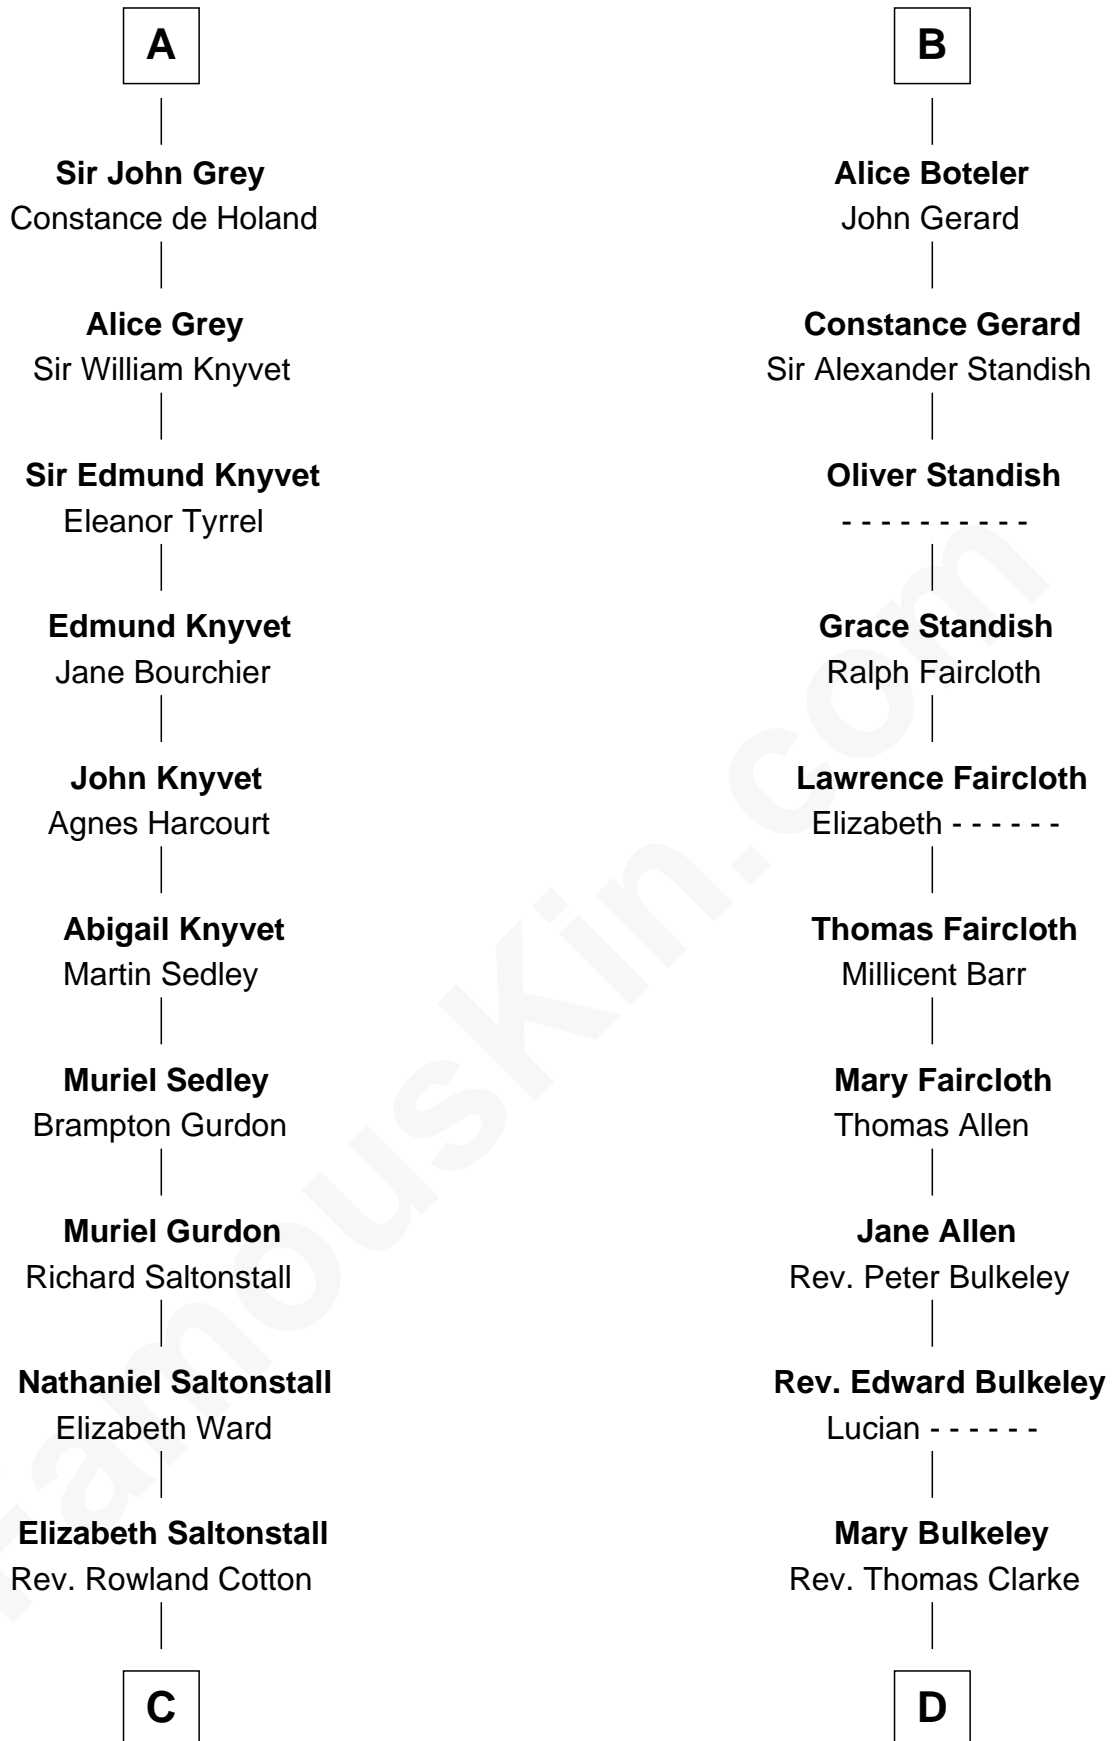 A
Sir John Grey
Constance de Holand
Alice Grey
Sir William Knyvet
Sir Edmund Knyvet
Eleanor Tyrrel
Edmund Knyvet
Jane Bourchier
John Knyvet
Agnes Harcourt
Abigail Knyvet
Martin Sedley
Muriel Sedley
Brampton Gurdon
Muriel Gurdon
Richard Saltonstall
Nathaniel Saltonstall
Elizabeth Ward
Elizabeth Saltonstall
Rev. Rowland Cotton
C
B
Alice Boteler
John Gerard
Constance Gerard
Sir Alexander Standish
Oliver Standish
- - - - - - - - - -
Grace Standish
Ralph Faircloth
Lawrence Faircloth
Elizabeth - - - - - -
Thomas Faircloth
Millicent Barr
Mary Faircloth
Thomas Allen
Jane Allen
Rev. Peter Bulkeley
Rev. Edward Bulkeley
Lucian - - - - - -
Mary Bulkeley
Rev. Thomas Clarke
D
FamousKin.com